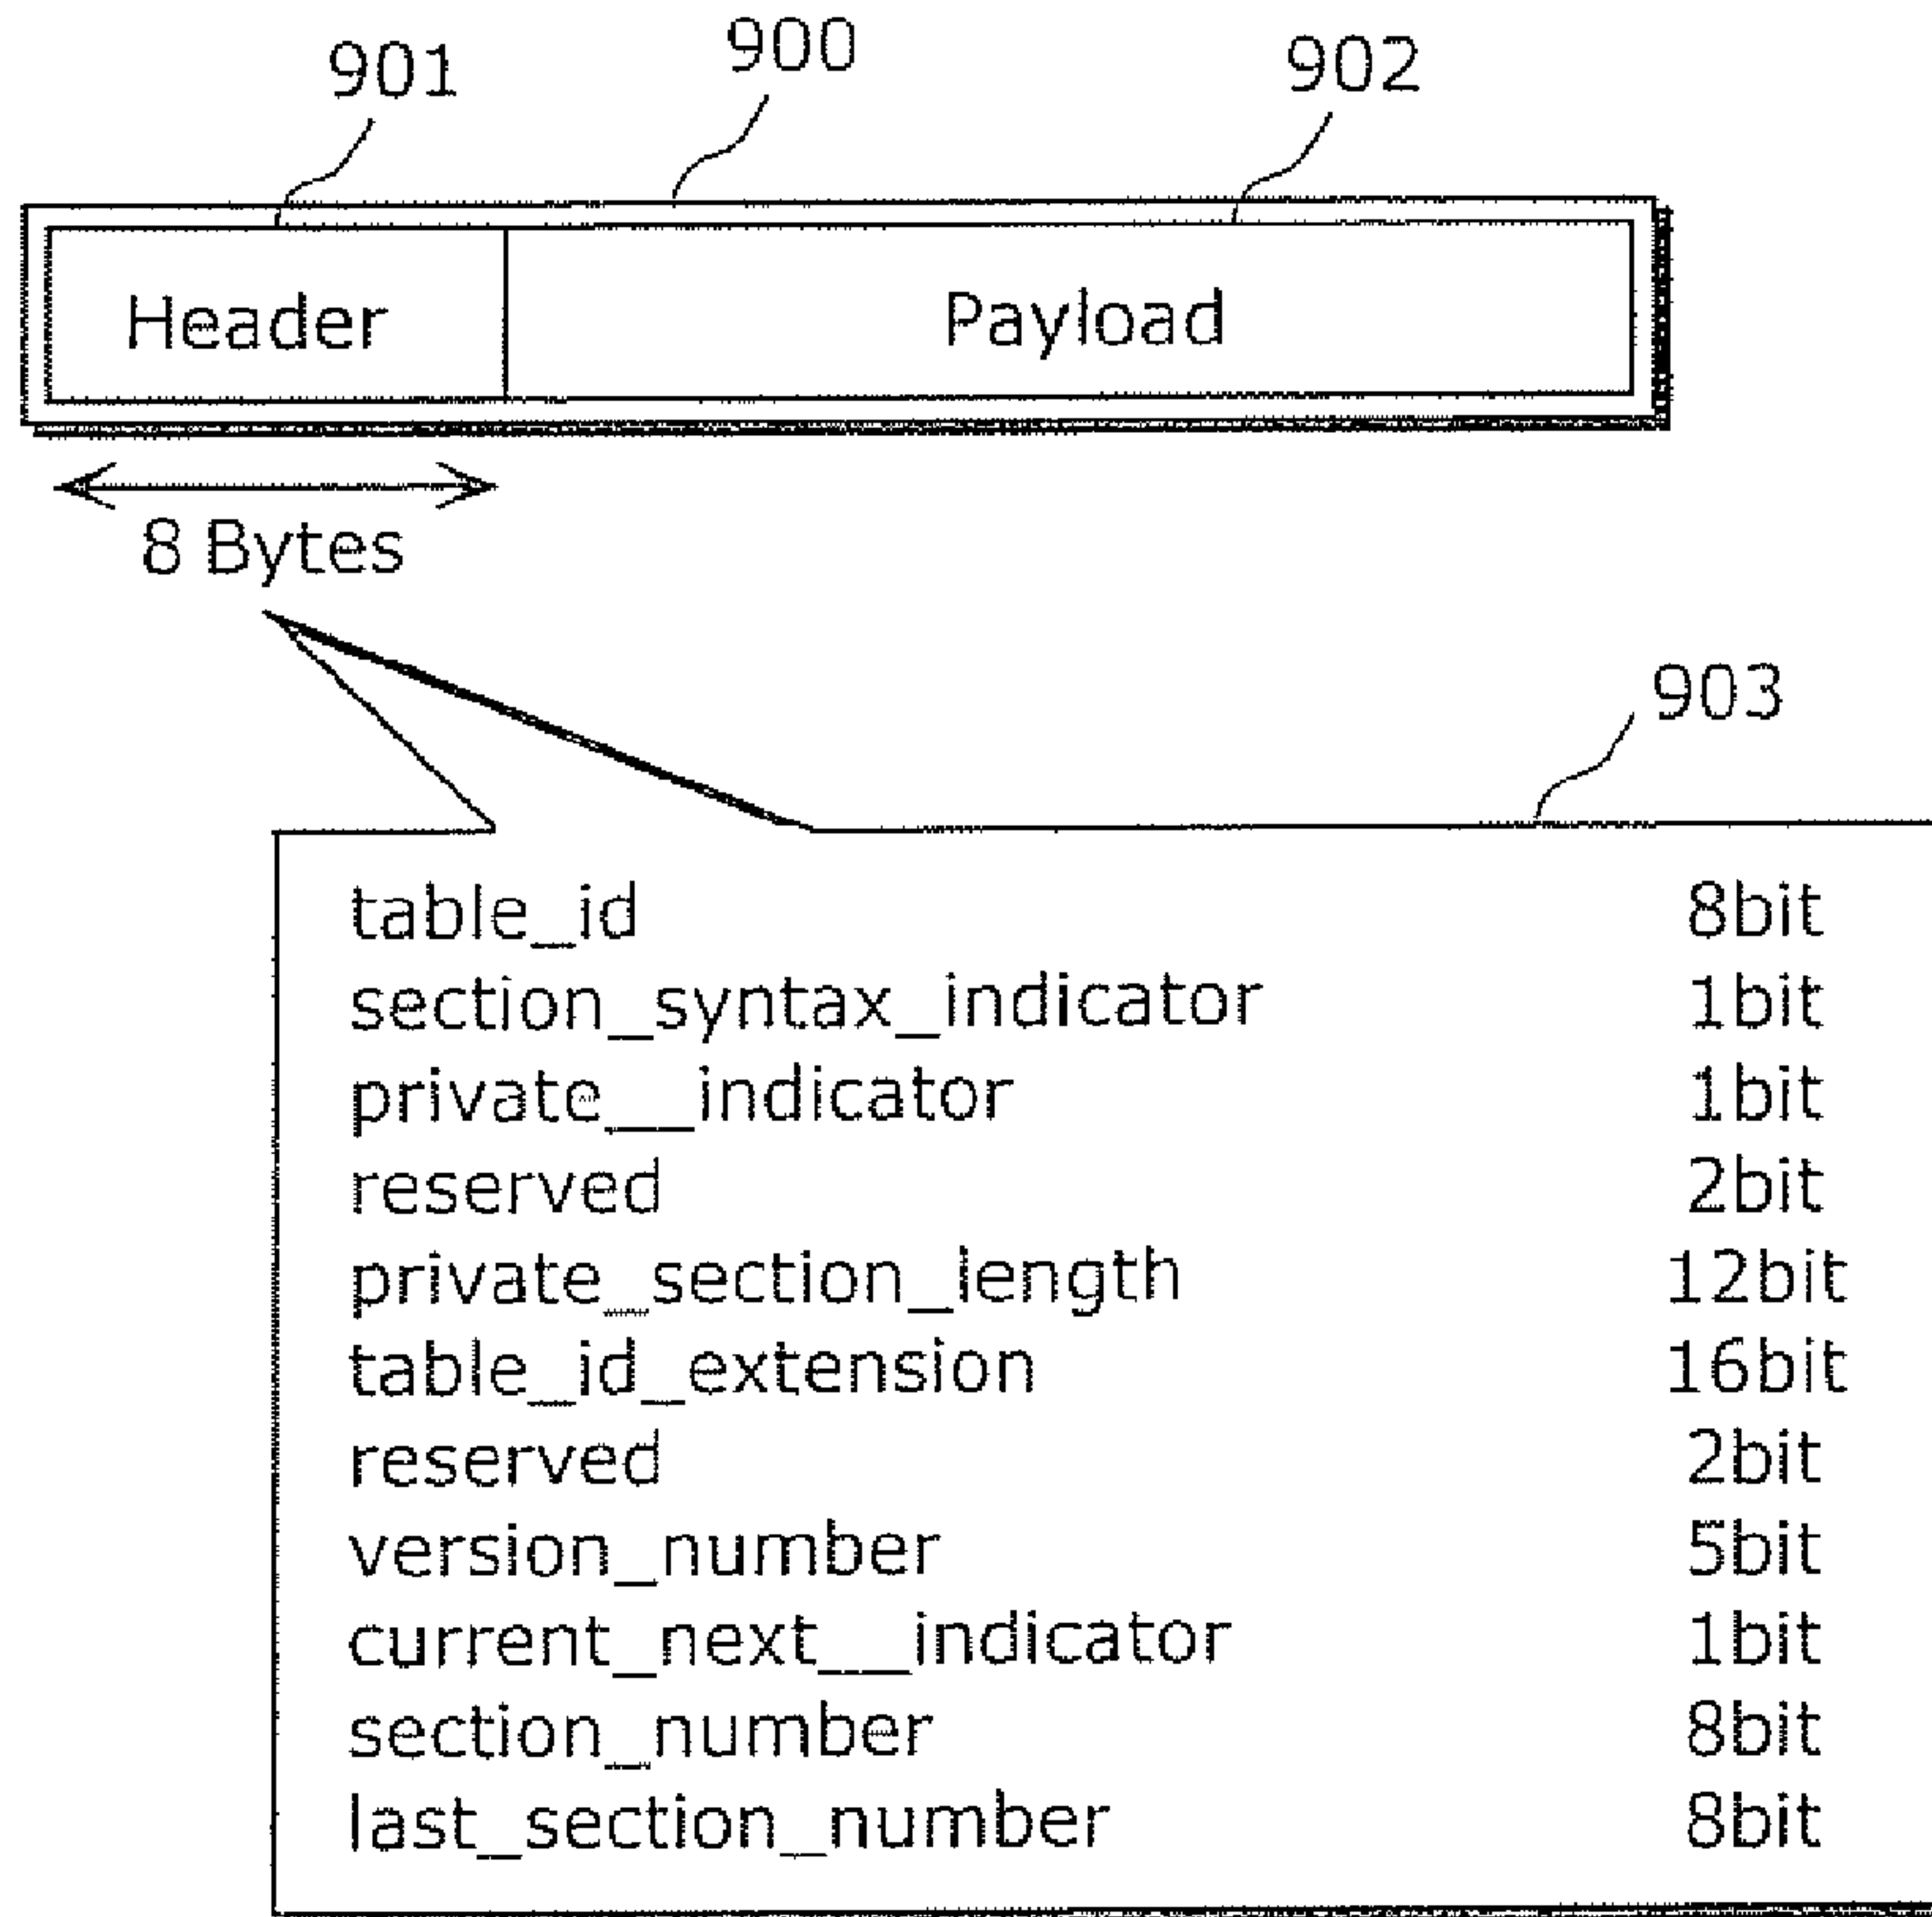 901 900 902
Header Payload
8 Bytes
903
table_id 8bit
section_syntax_indicator 1bit
private__indicator 1bit
reserved 2bit
private_section_length 12bit
table_id_extension 16bit
reserved 2bit
version_number 5bit
current_next__indicator 1bit
section_number 8bit
last_section_number 8bit